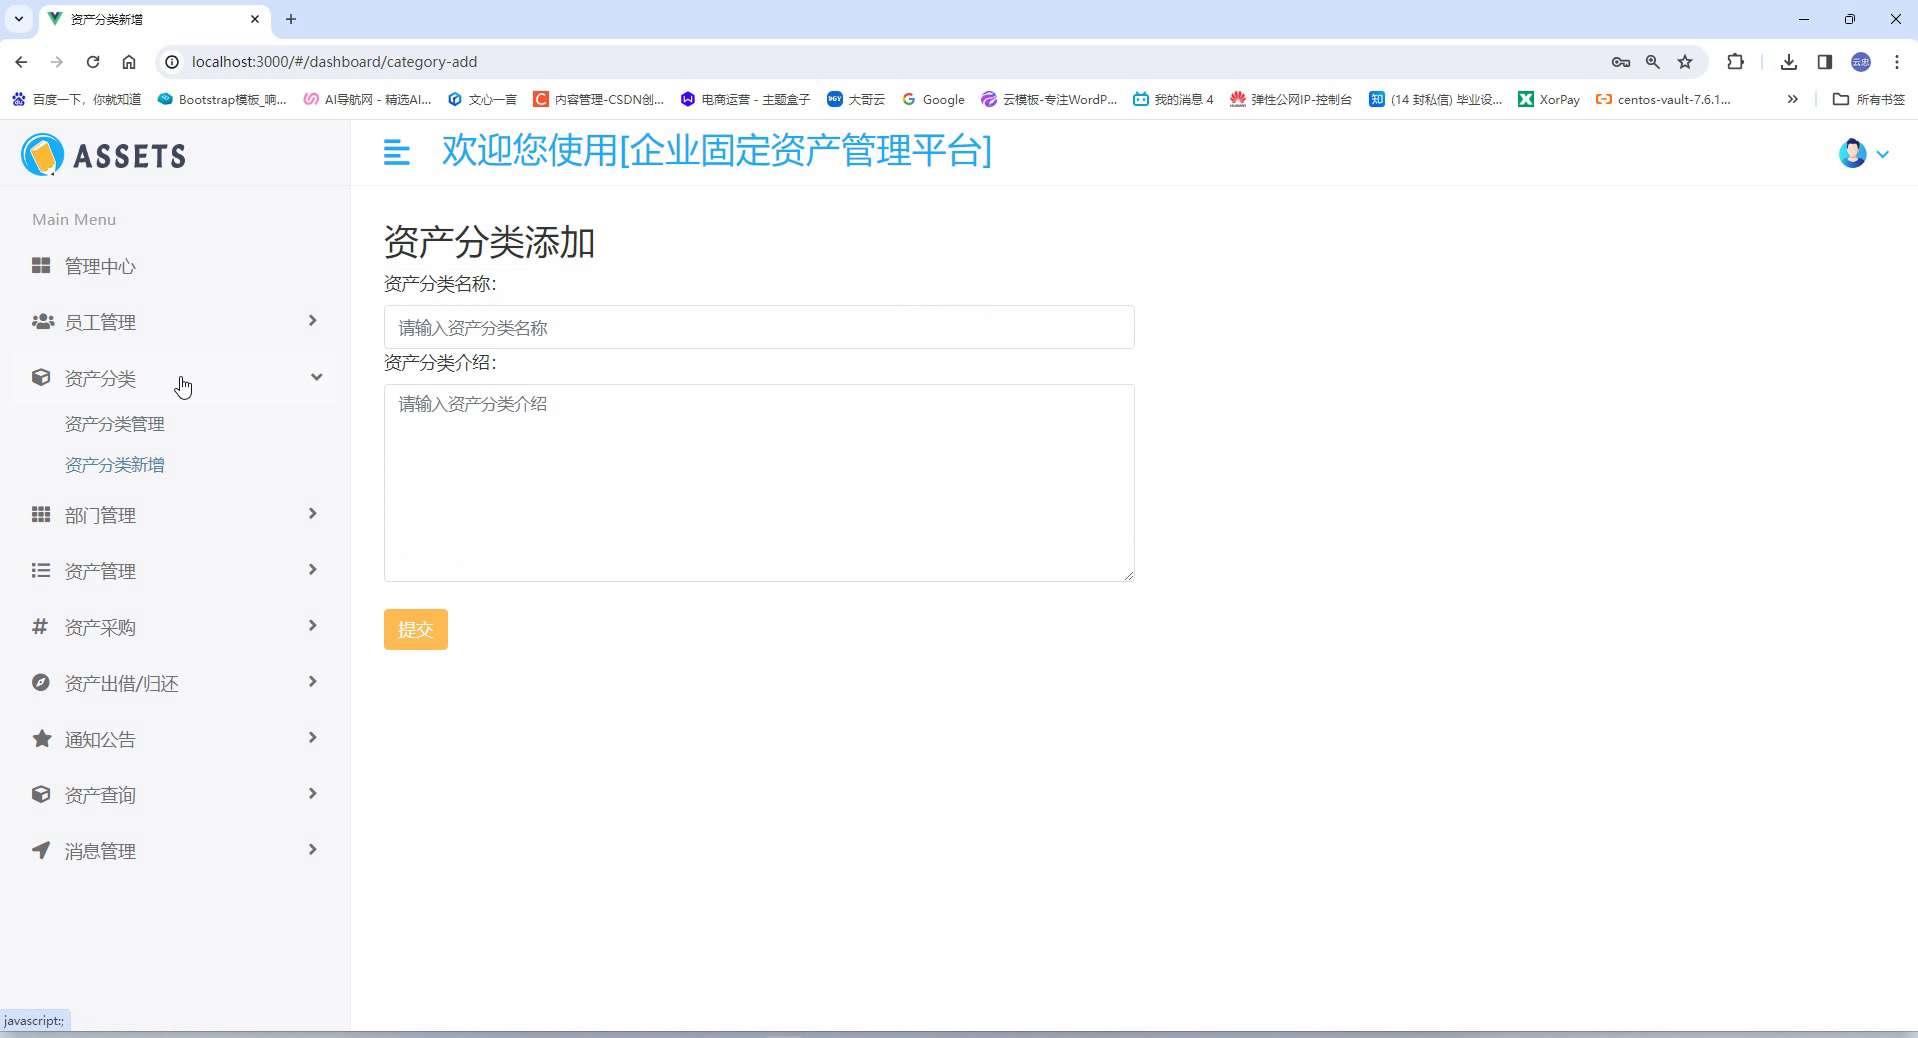 资产分类新增
localhost:3000/#/dashboard/category-add
云忠
百度一下，你就知道
Bootstrap模板_响...
AI导航网 - 精选AI...
文心一言
内容管理-CSDN创...
电商运营 - 主题盒子
大哥云
Google
云模板-专注WordP...
我的消息 4
弹性公网IP-控制台
(14 封私信) 毕业设...
XorPay
centos-vault-7.6.1...
所有书签
ASSETS
欢迎您使用[企业固定资产管理平台]
Main Menu
管理中心
员工管理
资产分类
资产分类管理
资产分类新增
部门管理
资产管理
资产采购
资产出借/归还
通知公告
资产查询
消息管理
资产分类添加
资产分类名称：
请输入资产分类名称
资产分类介绍：
请输入资产分类介绍
提交
javascript:;